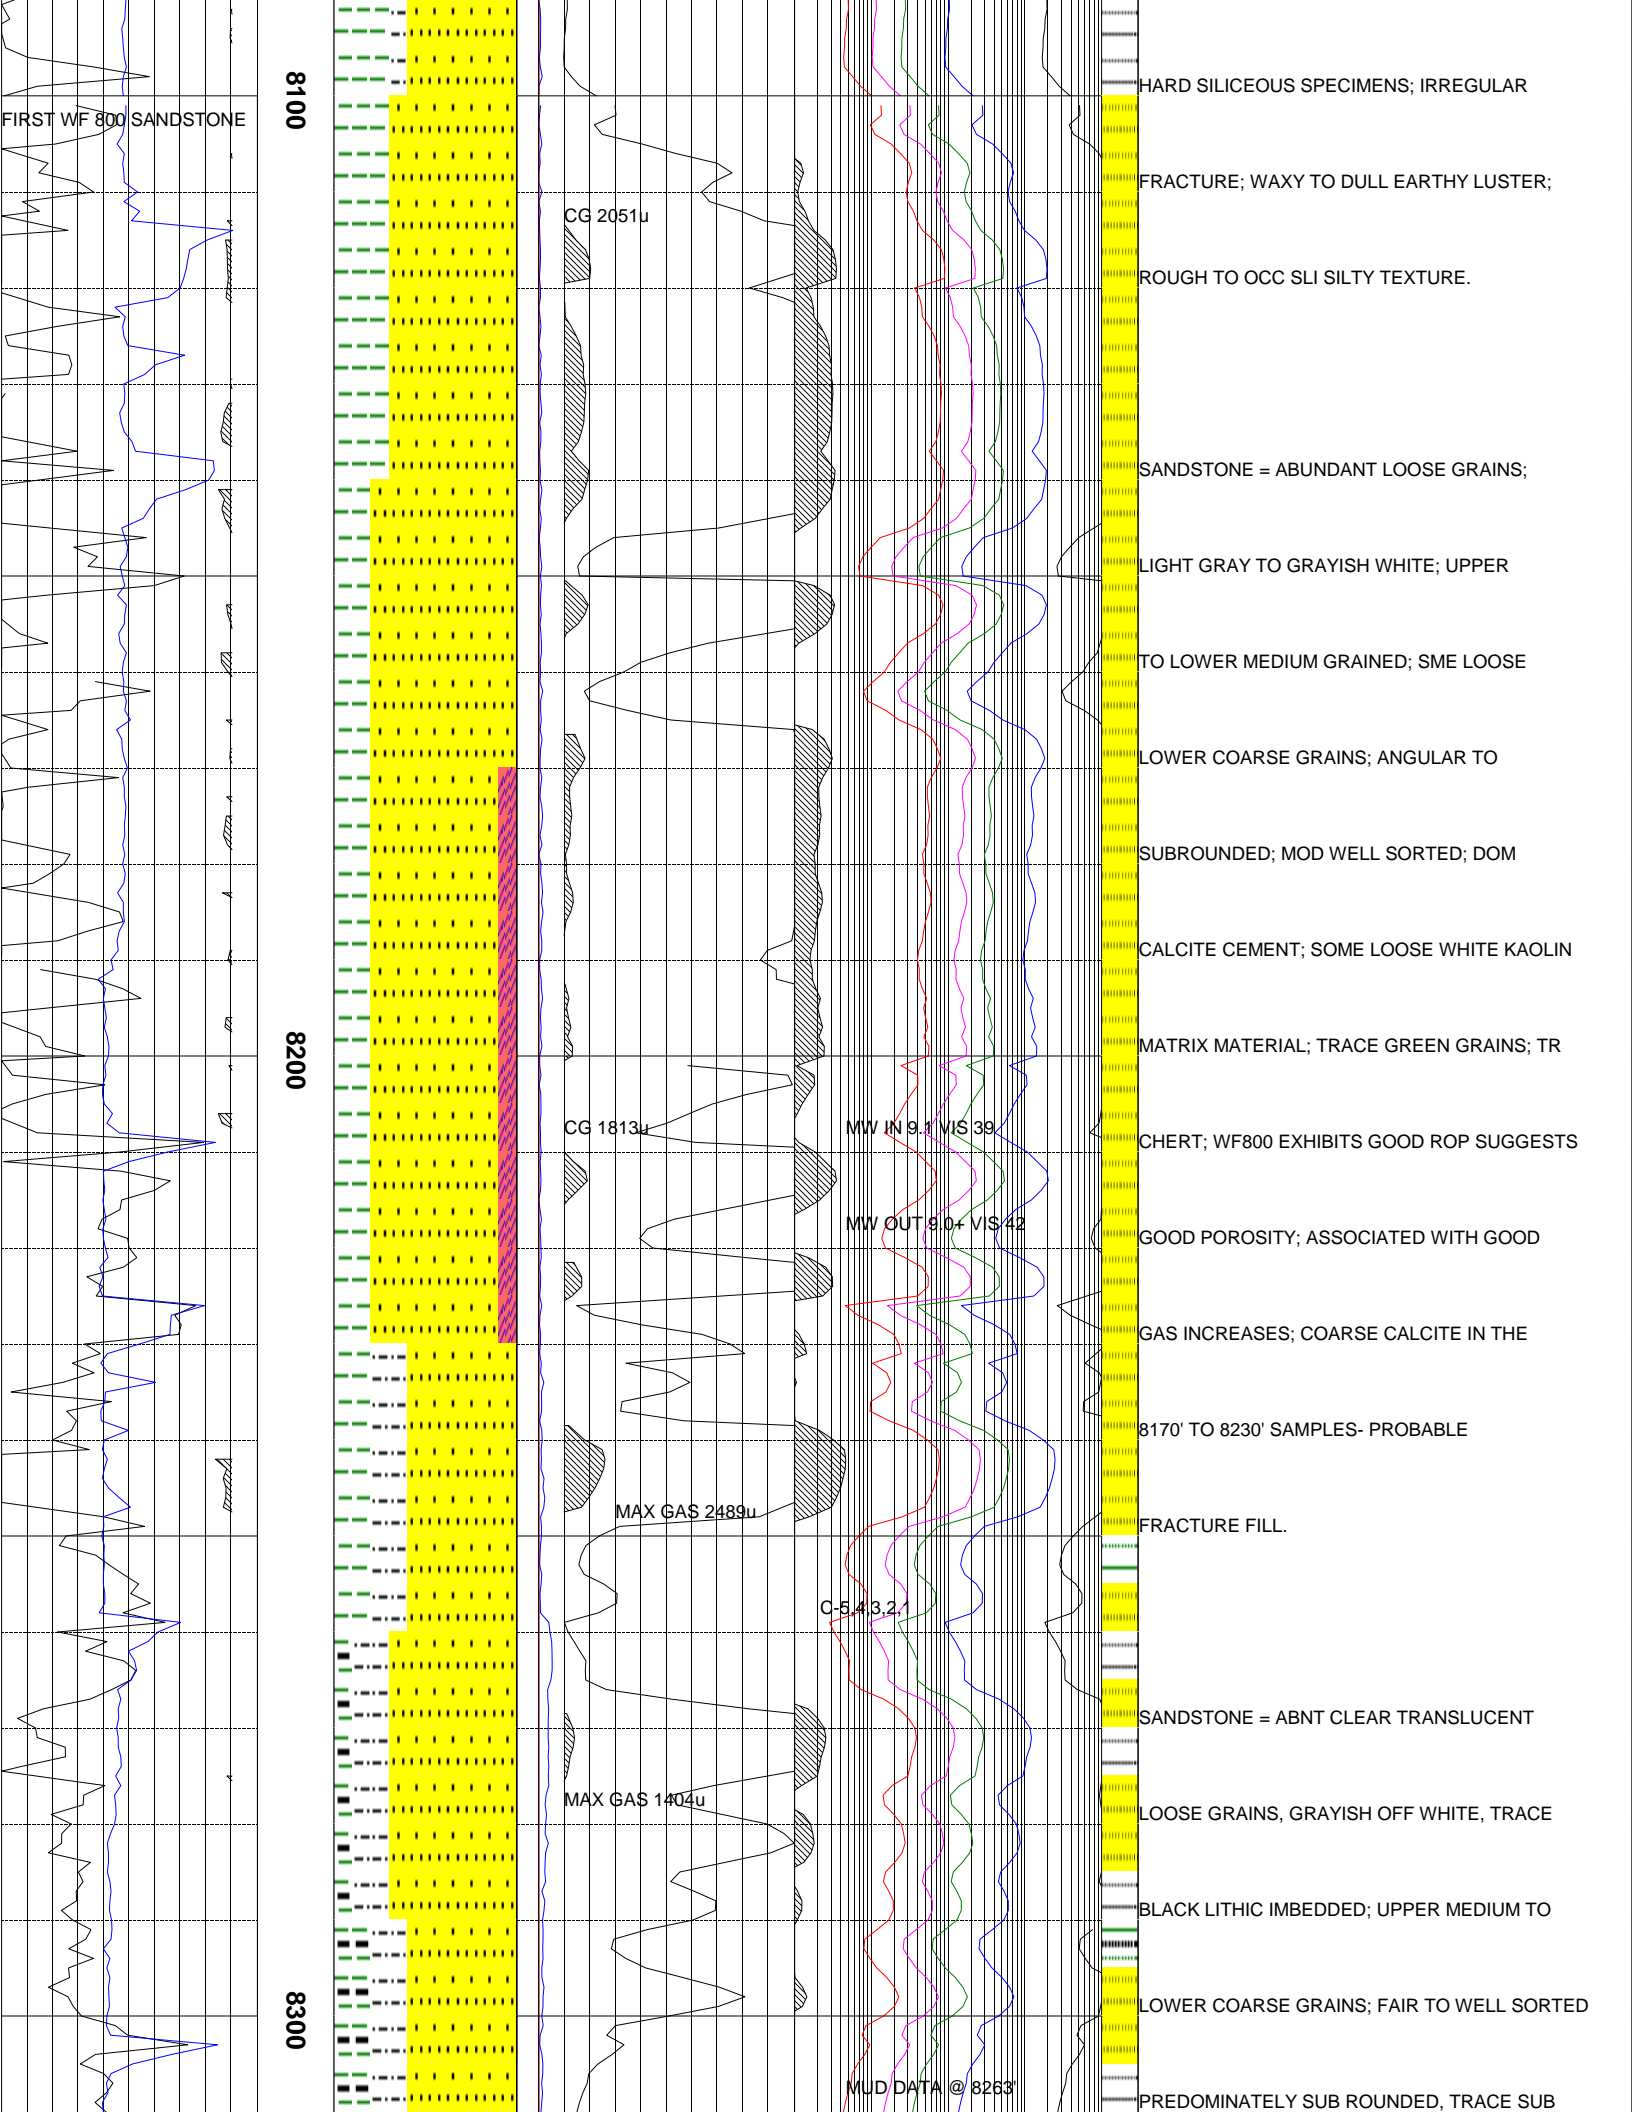 8100
HARD SILICEOUS SPECIMENS; IRREGULAR
FIRST WF 800 SANDSTONE
FRACTURE; WAXY TO DULL EARTHY LUSTER;
CG 2051u
ROUGH TO OCC SLI SILTY TEXTURE.
SANDSTONE = ABUNDANT LOOSE GRAINS;
LIGHT GRAY TO GRAYISH WHITE; UPPER
TO LOWER MEDIUM GRAINED; SME LOOSE
LOWER COARSE GRAINS; ANGULAR TO
SUBROUNDED; MOD WELL SORTED; DOM
CALCITE CEMENT; SOME LOOSE WHITE KAOLIN
8200
MATRIX MATERIAL; TRACE GREEN GRAINS; TR
CG 1813u
MW IN 9.1 VIS 39
CHERT; WF800 EXHIBITS GOOD ROP SUGGESTS
MW OUT 9.0+ VIS 42
GOOD POROSITY; ASSOCIATED WITH GOOD
GAS INCREASES; COARSE CALCITE IN THE
8170' TO 8230' SAMPLES- PROBABLE
MAX GAS 2489u
FRACTURE FILL.
C-5,4,3,2,1
SANDSTONE = ABNT CLEAR TRANSLUCENT
MAX GAS 1404u
LOOSE GRAINS, GRAYISH OFF WHITE, TRACE
BLACK LITHIC IMBEDDED; UPPER MEDIUM TO
8300
LOWER COARSE GRAINS; FAIR TO WELL SORTED
MUD DATA @ 8263'
PREDOMINATELY SUB ROUNDED, TRACE SUB